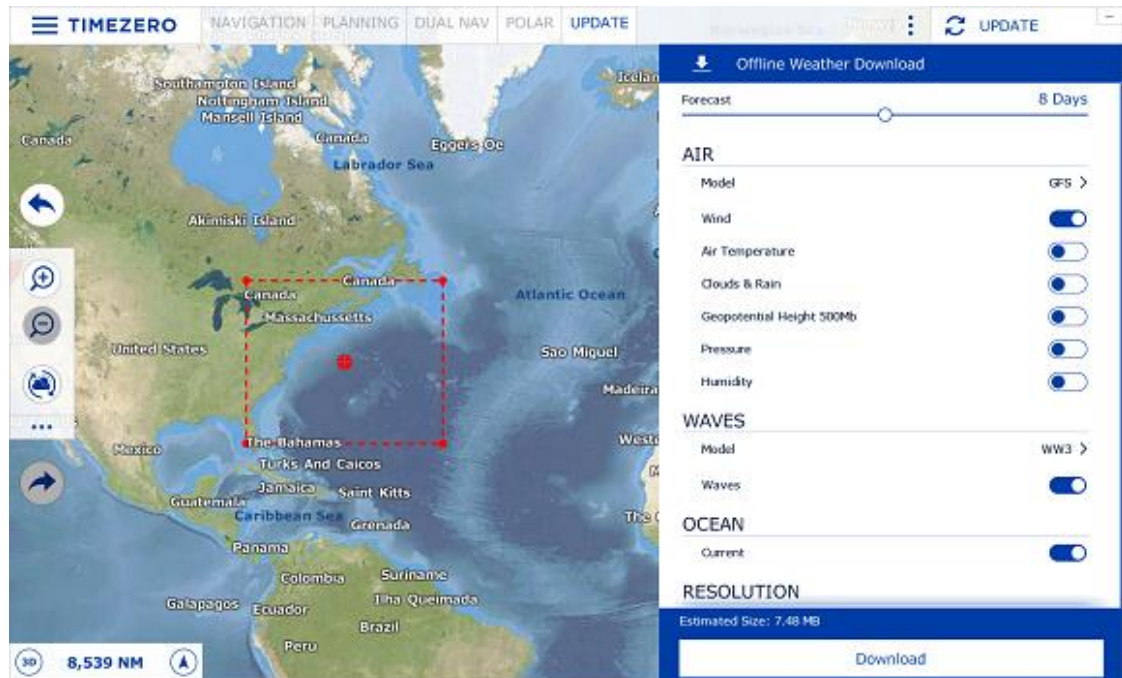 TIMEZERO
NAVIGATION
PLANNING
DUAL NAV
POLAR
UPDATE
UPDATE
Offline Weather Download
Forecast
8 Days
AIR
Model
GFS
Wind
Air Temperature
Clouds & Rain
Geopotential Height 500Mb
Pressure
Humidity
WAVES
Model
WW3
Waves
OCEAN
Current
RESOLUTION
Estimated Size: 7.48 MB
Download
Southampton Island
Nottingham Island
Mansell Island
Canada
Canada
Eggers Oe
Labrador Sea
Akimiski Island
Canada
Canada
Massachussetts
Atlantic Ocean
United States
Sao Miguel
Madeira
The Bahamas
Mexico
Turks And Caicos
Jamaica
Saint Kitts
Guatemala
Caribbean Sea
Grenada
Panama
Colombia
Suriname
Galapagos
Ecuador
Ilha Queimada
Brazil
Peru
3D
8,539 NM